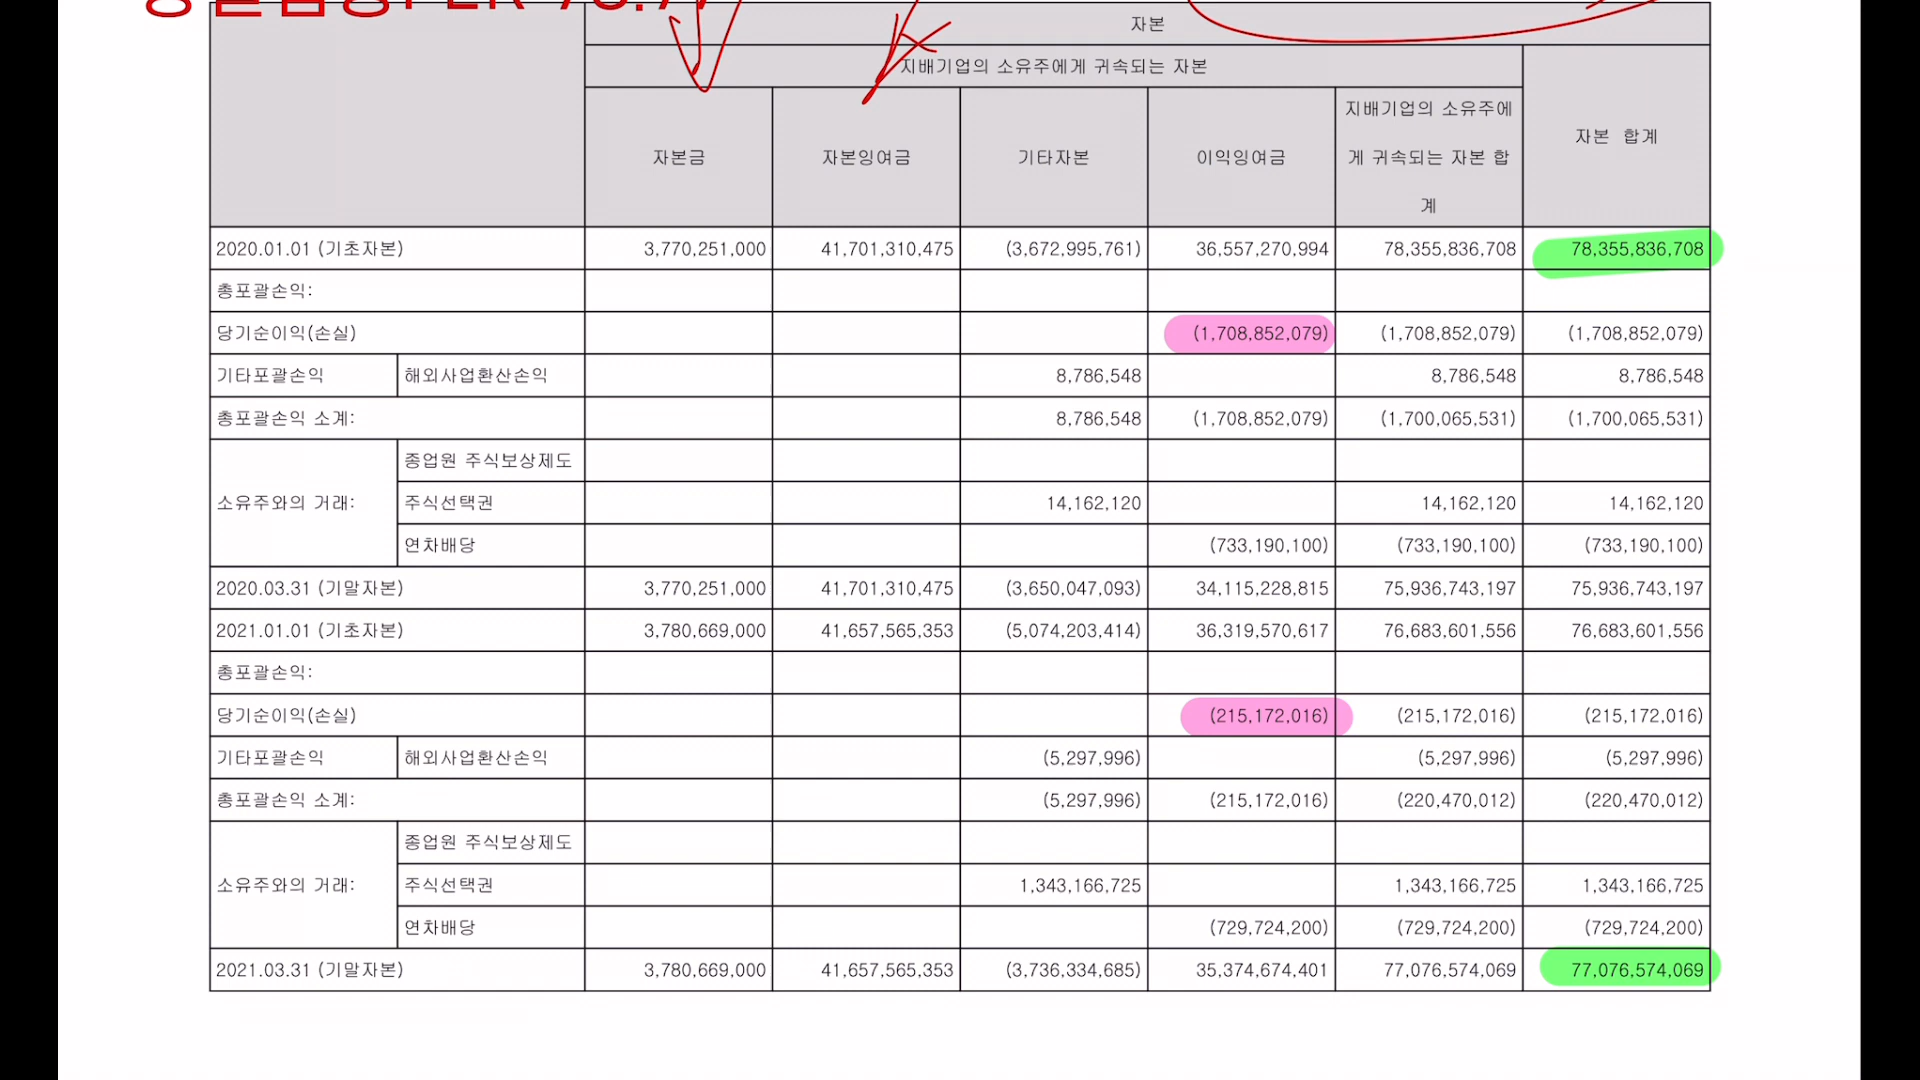 자본
지배기업의 소유주에게 귀속되는 자본
자본금 자본잉여금 기타자본 이익잉여금 지배기업의 소유주에게 귀속되는 자본 합계 자본 합계
2020.01.01 (기초자본) 3,770,251,000 41,701,310,475 (3,672,995,761) 36,557,270,994 78,355,836,708 78,355,836,708
총포괄손익:
당기순이익(손실) (1,708,852,079) (1,708,852,079) (1,708,852,079)
기타포괄손익 해외사업환산손익 8,786,548 8,786,548 8,786,548
총포괄손익 소계: 8,786,548 (1,708,852,079) (1,700,065,531) (1,700,065,531)
종업원 주식보상제도
소유주와의 거래: 주식선택권 14,162,120 14,162,120 14,162,120
연차배당 (733,190,100) (733,190,100) (733,190,100)
2020.03.31 (기말자본) 3,770,251,000 41,701,310,475 (3,650,047,093) 34,115,228,815 75,936,743,197 75,936,743,197
2021.01.01 (기초자본) 3,780,669,000 41,657,565,353 (5,074,203,414) 36,319,570,617 76,683,601,556 76,683,601,556
총포괄손익:
당기순이익(손실) (215,172,016) (215,172,016) (215,172,016)
기타포괄손익 해외사업환산손익 (5,297,996) (5,297,996) (5,297,996)
총포괄손익 소계: (5,297,996) (215,172,016) (220,470,012) (220,470,012)
종업원 주식보상제도
소유주와의 거래: 주식선택권 1,343,166,725 1,343,166,725 1,343,166,725
연차배당 (729,724,200) (729,724,200) (729,724,200)
2021.03.31 (기말자본) 3,780,669,000 41,657,565,353 (3,736,334,685) 35,374,674,401 77,076,574,069 77,076,574,069